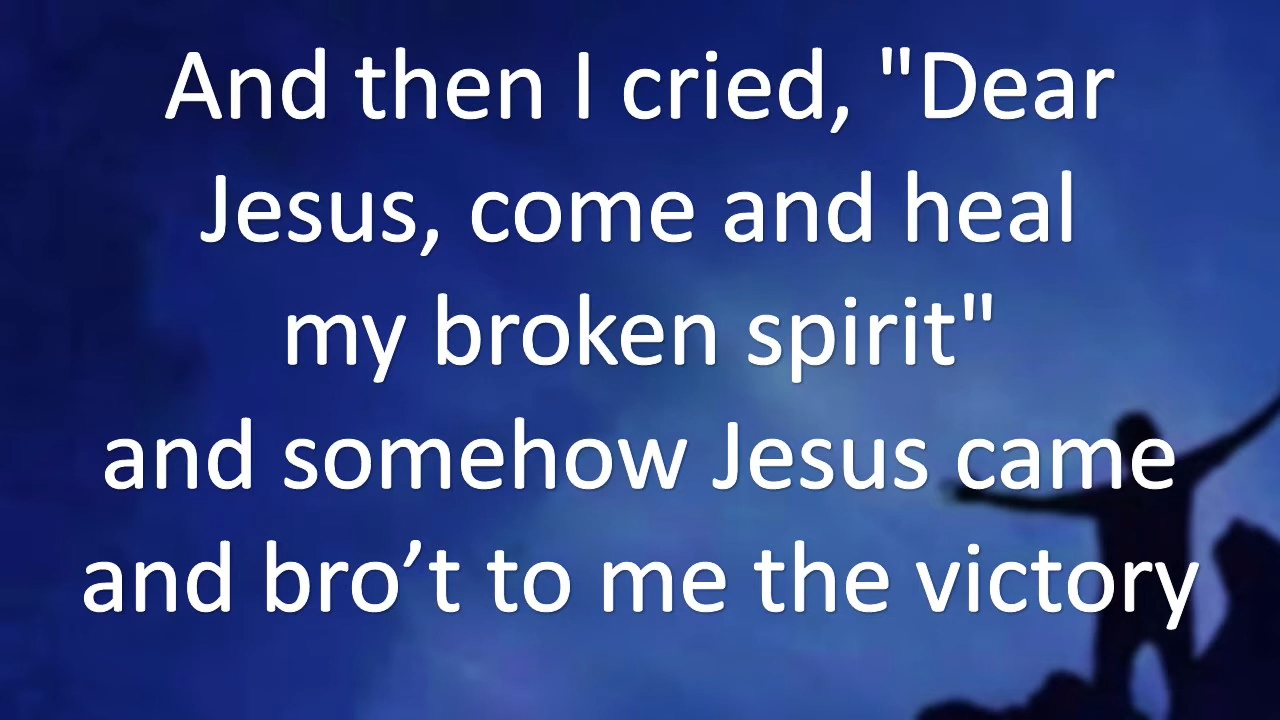 And then I cried, "Dear
Jesus, come and heal
my broken spirit"
and somehow Jesus came
and bro’t to me the victory